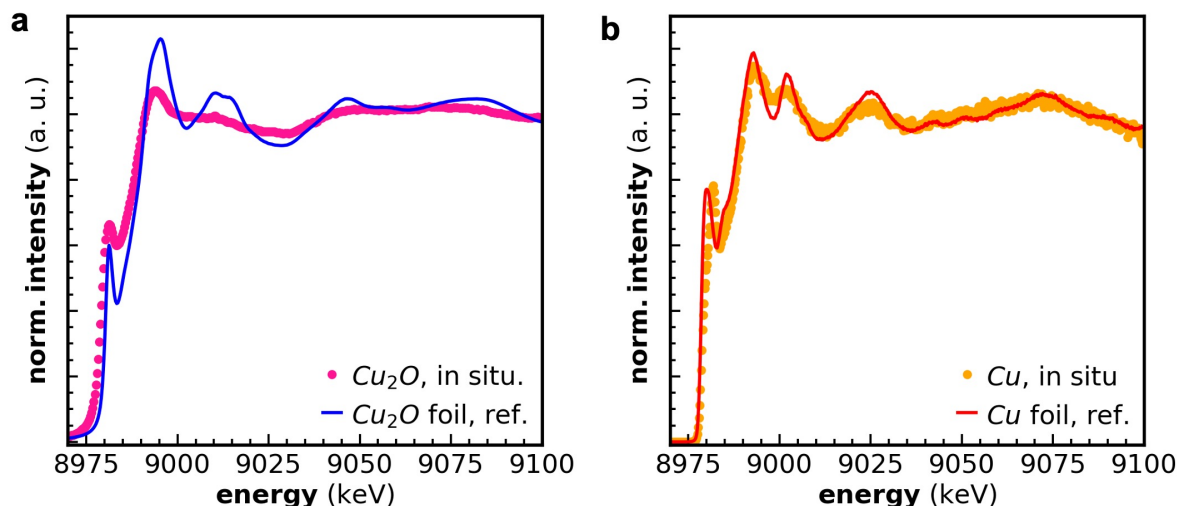 a
norm. intensity (a. u.)
Cu₂O, in situ.
Cu₂O foil, ref.
8975 9000 9025 9050 9075 9100
energy (keV)
b
norm. intensity (a. u.)
Cu, in situ
Cu foil, ref.
8975 9000 9025 9050 9075 9100
energy (keV)